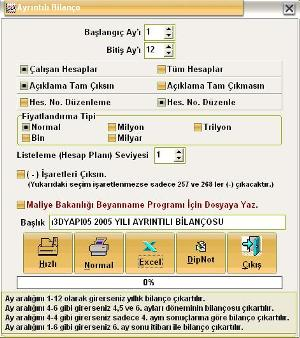 Ayrıntılı Bilanço
Başlangıç Ay'ı 1
Bitiş Ay'ı 12
Çalışan Hesaplar Tüm Hesaplar
Açıklama Tam Çıksın Açıklama Tam Çıkmasın
Hes. No. Düzenleme Hes. No. Düzenle
Fiyatlandırma Tipi
Normal Milyon Trilyon
Bin Milyar
Listeleme (Hesap Planı) Seviyesi 1
( - ) İşaretleri Çıksın.
(Yukarıdaki seçim işaretlenmezse sadece 257 ve 268 ler (-) çıkacaktır.)
Maliye Bakanlığı Beyanname Programı İçin Dosyaya Yaz.
Başlık i3DYAPI05 2005 YILI AYRINTILI BİLANÇOSU
Hızlı Normal Excel DipNot Çıkış
0%
Ay aralığını 1-12 olarak girerseniz yıllık bilanço çıkartılır.
Ay aralığını 4-6 gibi girerseniz 4,5 ve 6. ayları döneminin bilançosu çıkartılır.
Ay aralığını 4-4 gibi girerseniz sadece 4. ayın sonuçlarına göre bilanço çıkartılır.
Ay aralığını 1-6 gibi girerseniz 6. ay sonu itibarı ile bilanço çıkartılır.